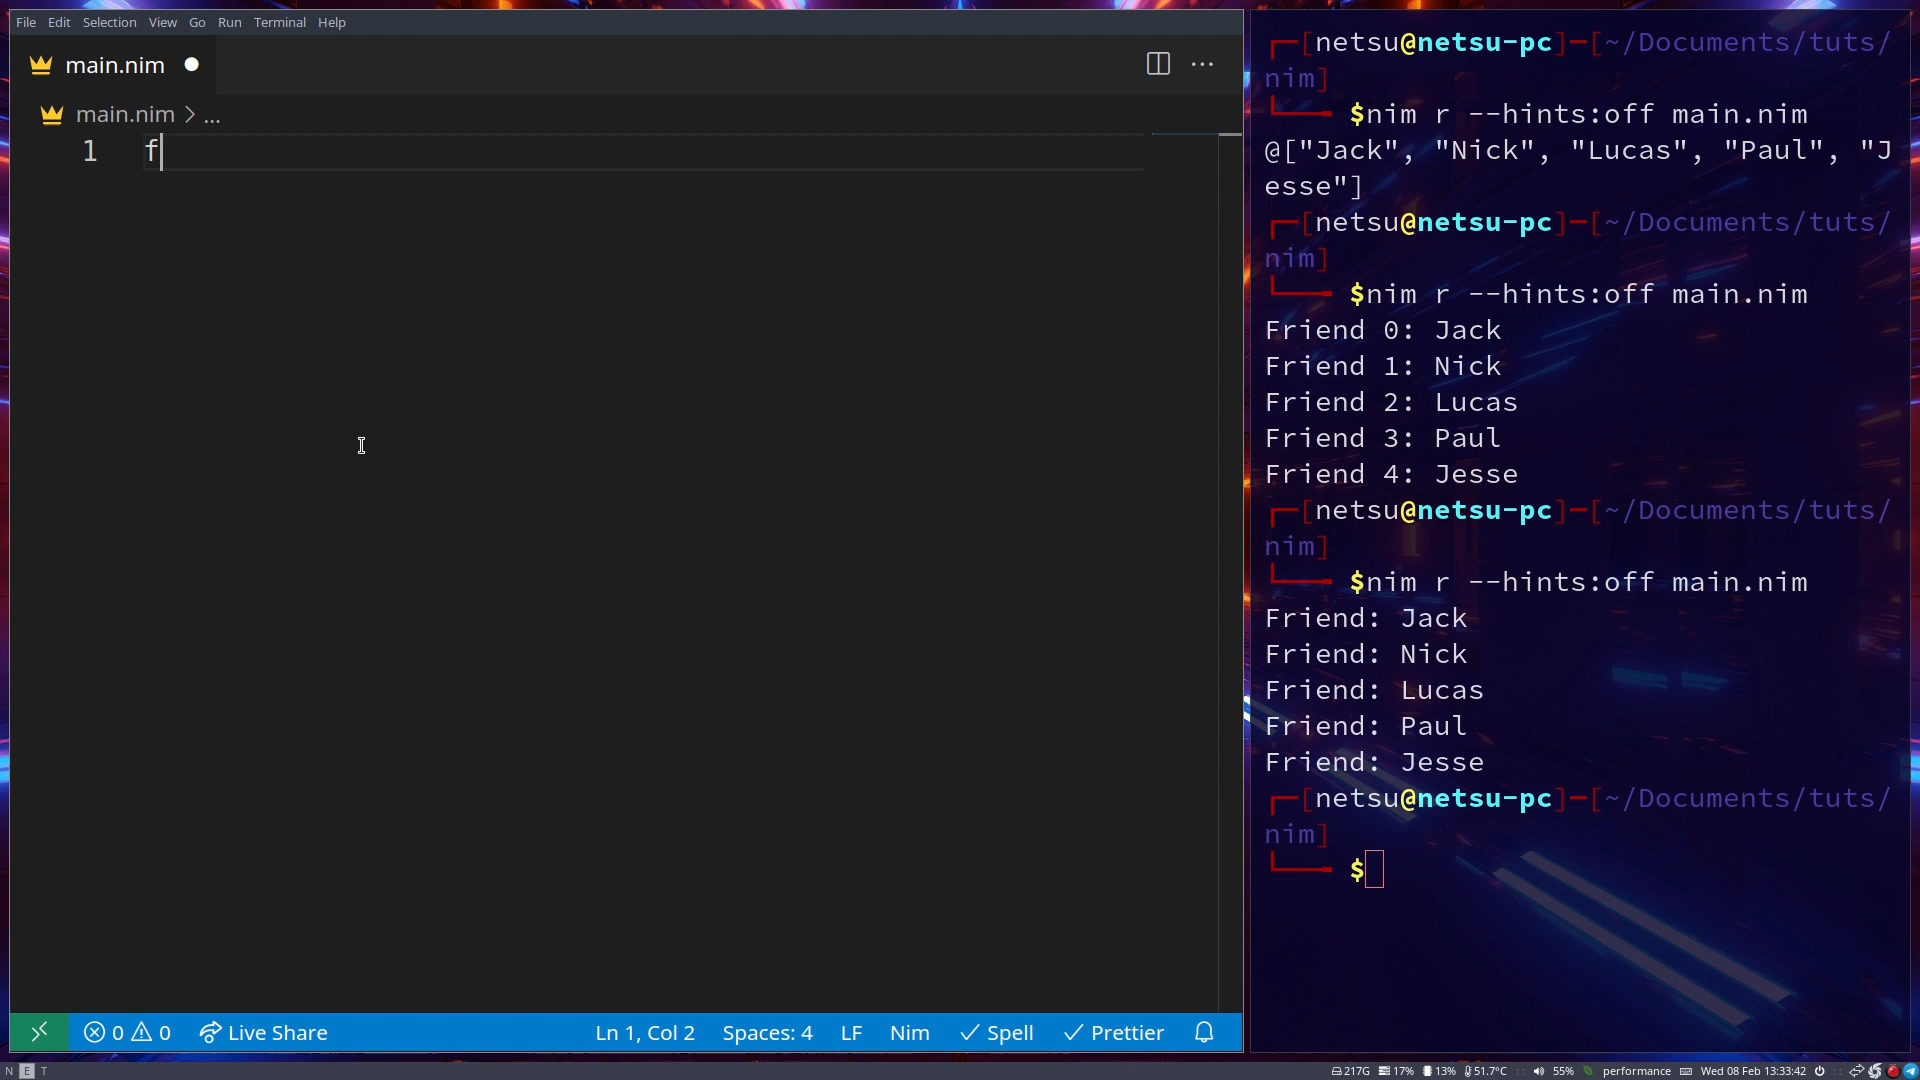 File Edit Selection View Go Run Terminal Help
main.nim
main.nim > ...
1 f
0 0 Live Share Ln 1, Col 2 Spaces: 4 LF Nim Spell Prettier
[netsu@netsu-pc]─[~/Documents/tuts/
nim]
$nim r --hints:off main.nim
@["Jack", "Nick", "Lucas", "Paul", "J
esse"]
[netsu@netsu-pc]─[~/Documents/tuts/
nim]
$nim r --hints:off main.nim
Friend 0: Jack
Friend 1: Nick
Friend 2: Lucas
Friend 3: Paul
Friend 4: Jesse
[netsu@netsu-pc]─[~/Documents/tuts/
nim]
$nim r --hints:off main.nim
Friend: Jack
Friend: Nick
Friend: Lucas
Friend: Paul
Friend: Jesse
[netsu@netsu-pc]─[~/Documents/tuts/
nim]
$
N E T 217G 17% 13% 51.7°C 55% performance Wed 08 Feb 13:33:42